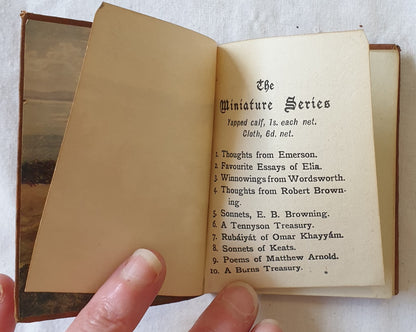 The
Miniature Series
Yapped calf, 1s. each net.
Cloth, 6d. net.
1. Thoughts from Emerson.
2. Favourite Essays of Elia.
3. Winnowings from Wordsworth.
4. Thoughts from Robert Brown-
ing.
5. Sonnets, E. B. Browning.
6. A Tennyson Treasury.
7. Rubáiyát of Omar Khayyám.
8. Sonnets of Keats.
9. Poems of Matthew Arnold.
10. A Burns Treasury.